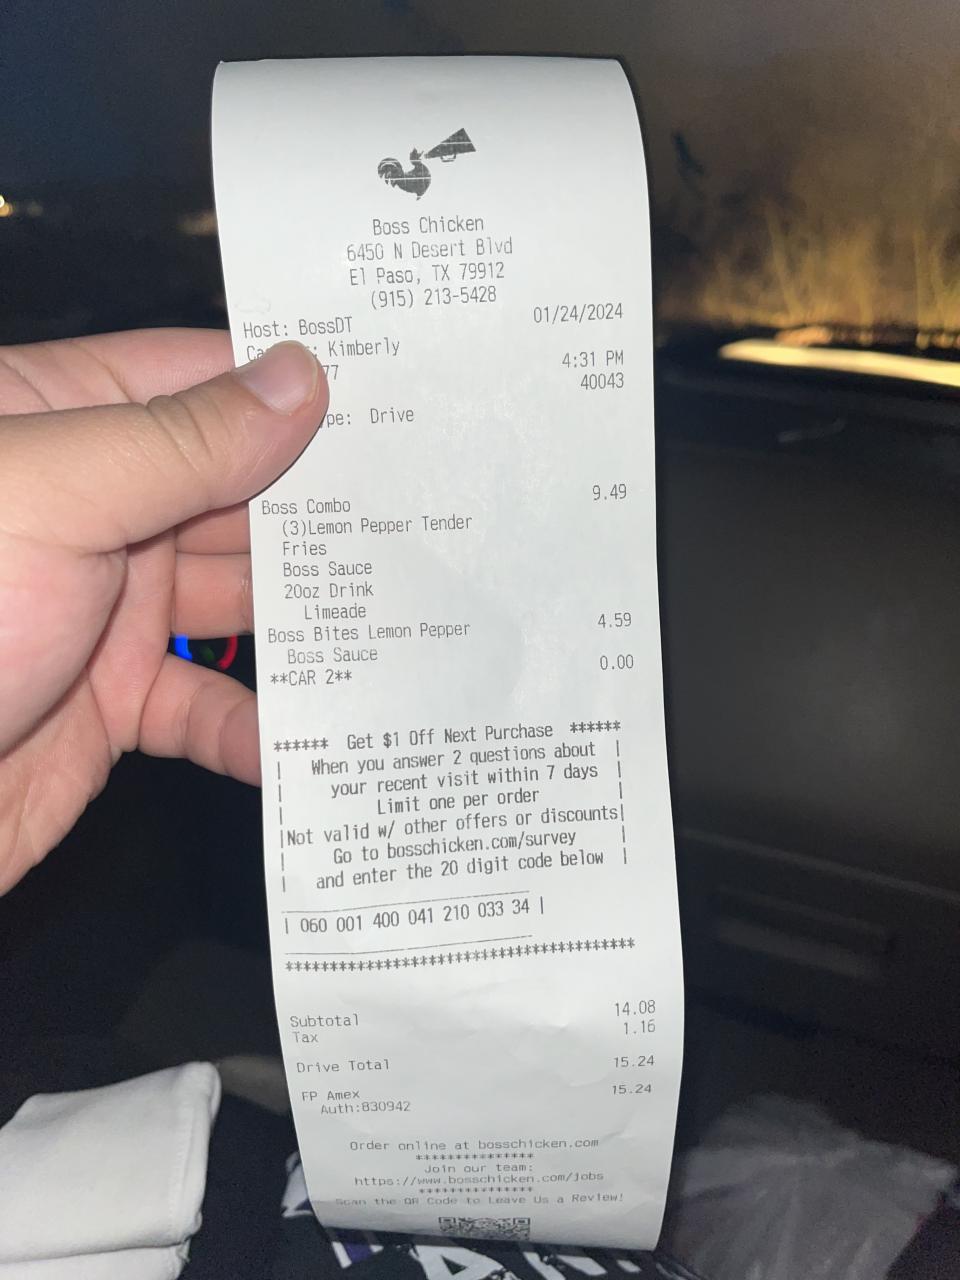 Boss Chicken
6450 N Desert Blvd
El Paso, TX 79912
(915) 213-5428
Host: BossDT 01/24/2024
: Kimberly
77 4:31 PM
40043
Drive
Boss Combo 9.49
(3)Lemon Pepper Tender
Fries
Boss Sauce
20oz Drink
Limeade
Boss Bites Lemon Pepper 4.59
Boss Sauce
**CAR 2** 0.00
****** Get $1 Off Next Purchase ******
| When you answer 2 questions about |
| your recent visit within 7 days |
| Limit one per order |
|Not valid w/ other offers or discounts|
| Go to bosschicken.com/survey |
| and enter the 20 digit code below |
| 060 001 400 041 210 033 34 |
****************************************
Subtotal 14.08
Tax 1.16
Drive Total 15.24
FP Amex 15.24
Auth:830942
Order online at bosschicken.com
***************
Join our team:
https://www.bosschicken.com/jobs
***************
Scan the QR Code to Leave Us a Review!